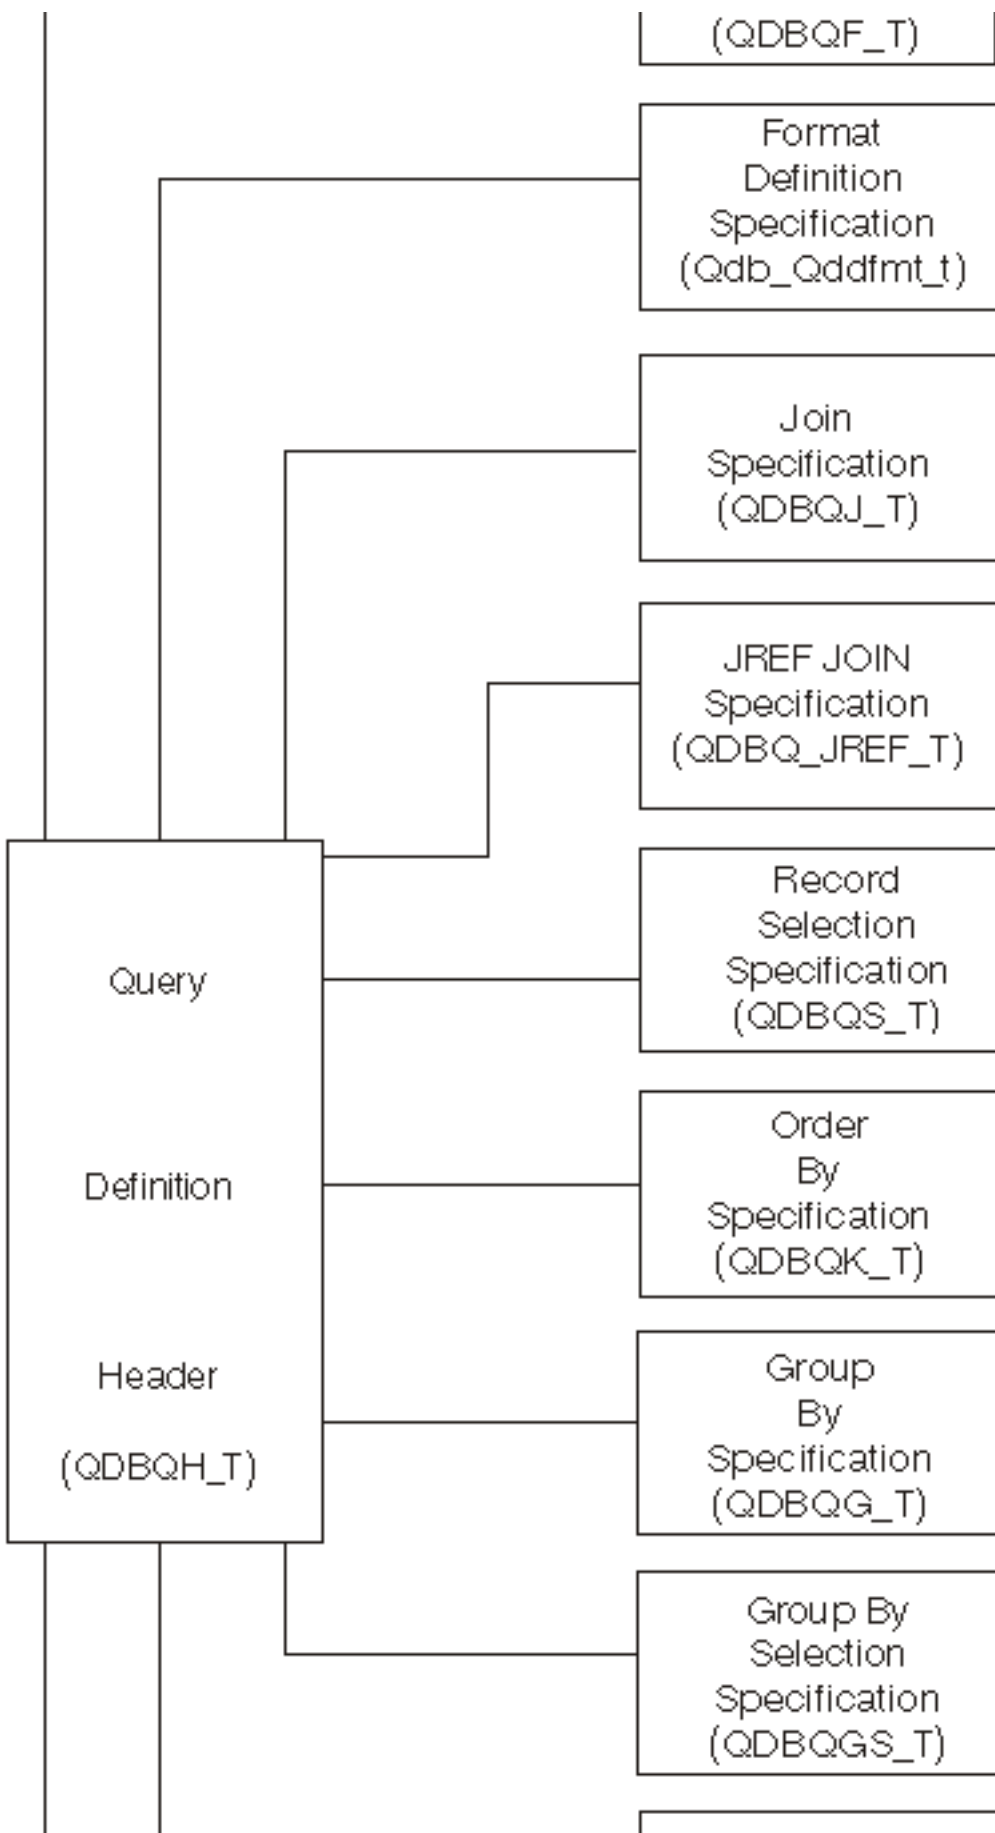 (QDBQF_T)
Format
Definition
Specification
(Qdb_Qddfmt_t)
Join
Specification
(QDBQJ_T)
JREF JOIN
Specification
(QDBQ_JREF_T)
Query
Definition
Header
(QDBQH_T)
Record
Selection
Specification
(QDBQS_T)
Order
By
Specification
(QDBQK_T)
Group
By
Specification
(QDBQG_T)
Group By
Selection
Specification
(QDBQGS_T)